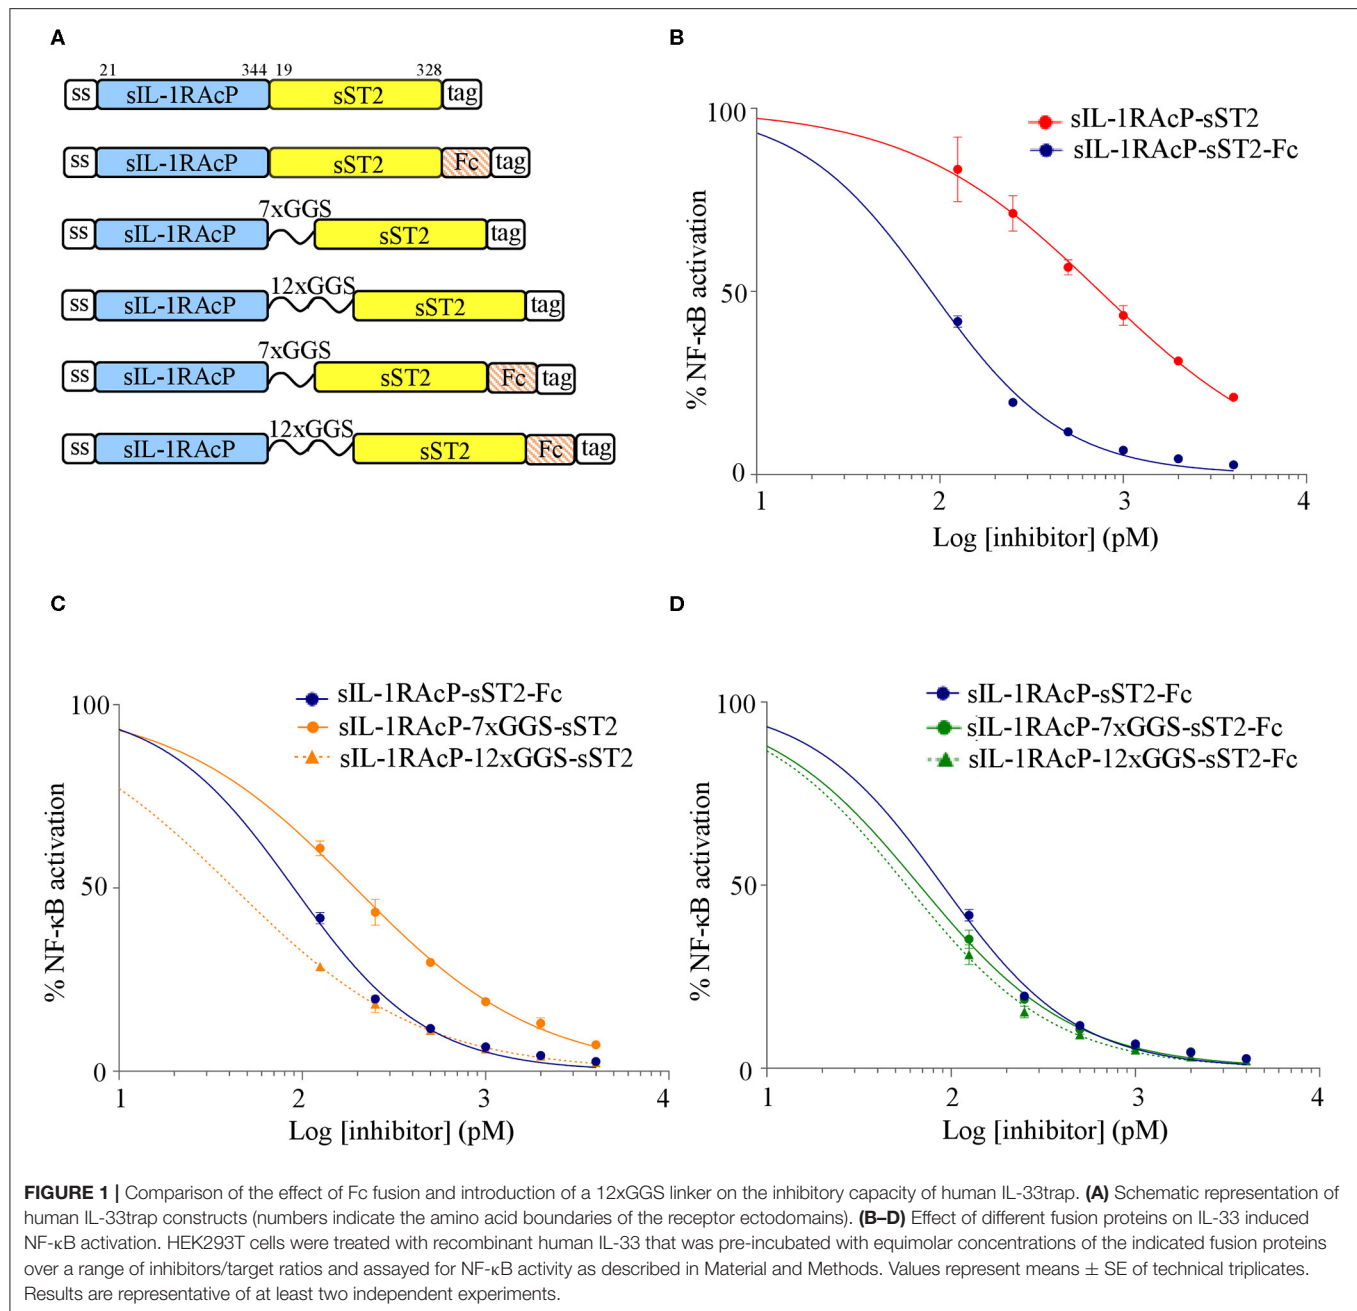 A
21 344 19 328
ss sIL-1RAcP sST2 tag
ss sIL-1RAcP sST2 Fc tag
7xGGS
ss sIL-1RAcP sST2 tag
12xGGS
ss sIL-1RAcP sST2 tag
7xGGS
ss sIL-1RAcP sST2 Fc tag
12xGGS
ss sIL-1RAcP sST2 Fc tag
B
% NF-κB activation
100
50
0
1 2 3 4
Log [inhibitor] (pM)
sIL-1RAcP-sST2
sIL-1RAcP-sST2-Fc
C
% NF-κB activation
100
50
0
1 2 3 4
Log [inhibitor] (pM)
sIL-1RAcP-sST2-Fc
sIL-1RAcP-7xGGS-sST2
sIL-1RAcP-12xGGS-sST2
D
% NF-κB activation
100
50
0
1 2 3 4
Log [inhibitor] (pM)
sIL-1RAcP-sST2-Fc
sIL-1RAcP-7xGGS-sST2-Fc
sIL-1RAcP-12xGGS-sST2-Fc
FIGURE 1 | Comparison of the effect of Fc fusion and introduction of a 12xGGS linker on the inhibitory capacity of human IL-33trap. (A) Schematic representation of
human IL-33trap constructs (numbers indicate the amino acid boundaries of the receptor ectodomains). (B–D) Effect of different fusion proteins on IL-33 induced
NF-κB activation. HEK293T cells were treated with recombinant human IL-33 that was pre-incubated with equimolar concentrations of the indicated fusion proteins
over a range of inhibitors/target ratios and assayed for NF-κB activity as described in Material and Methods. Values represent means ± SE of technical triplicates.
Results are representative of at least two independent experiments.